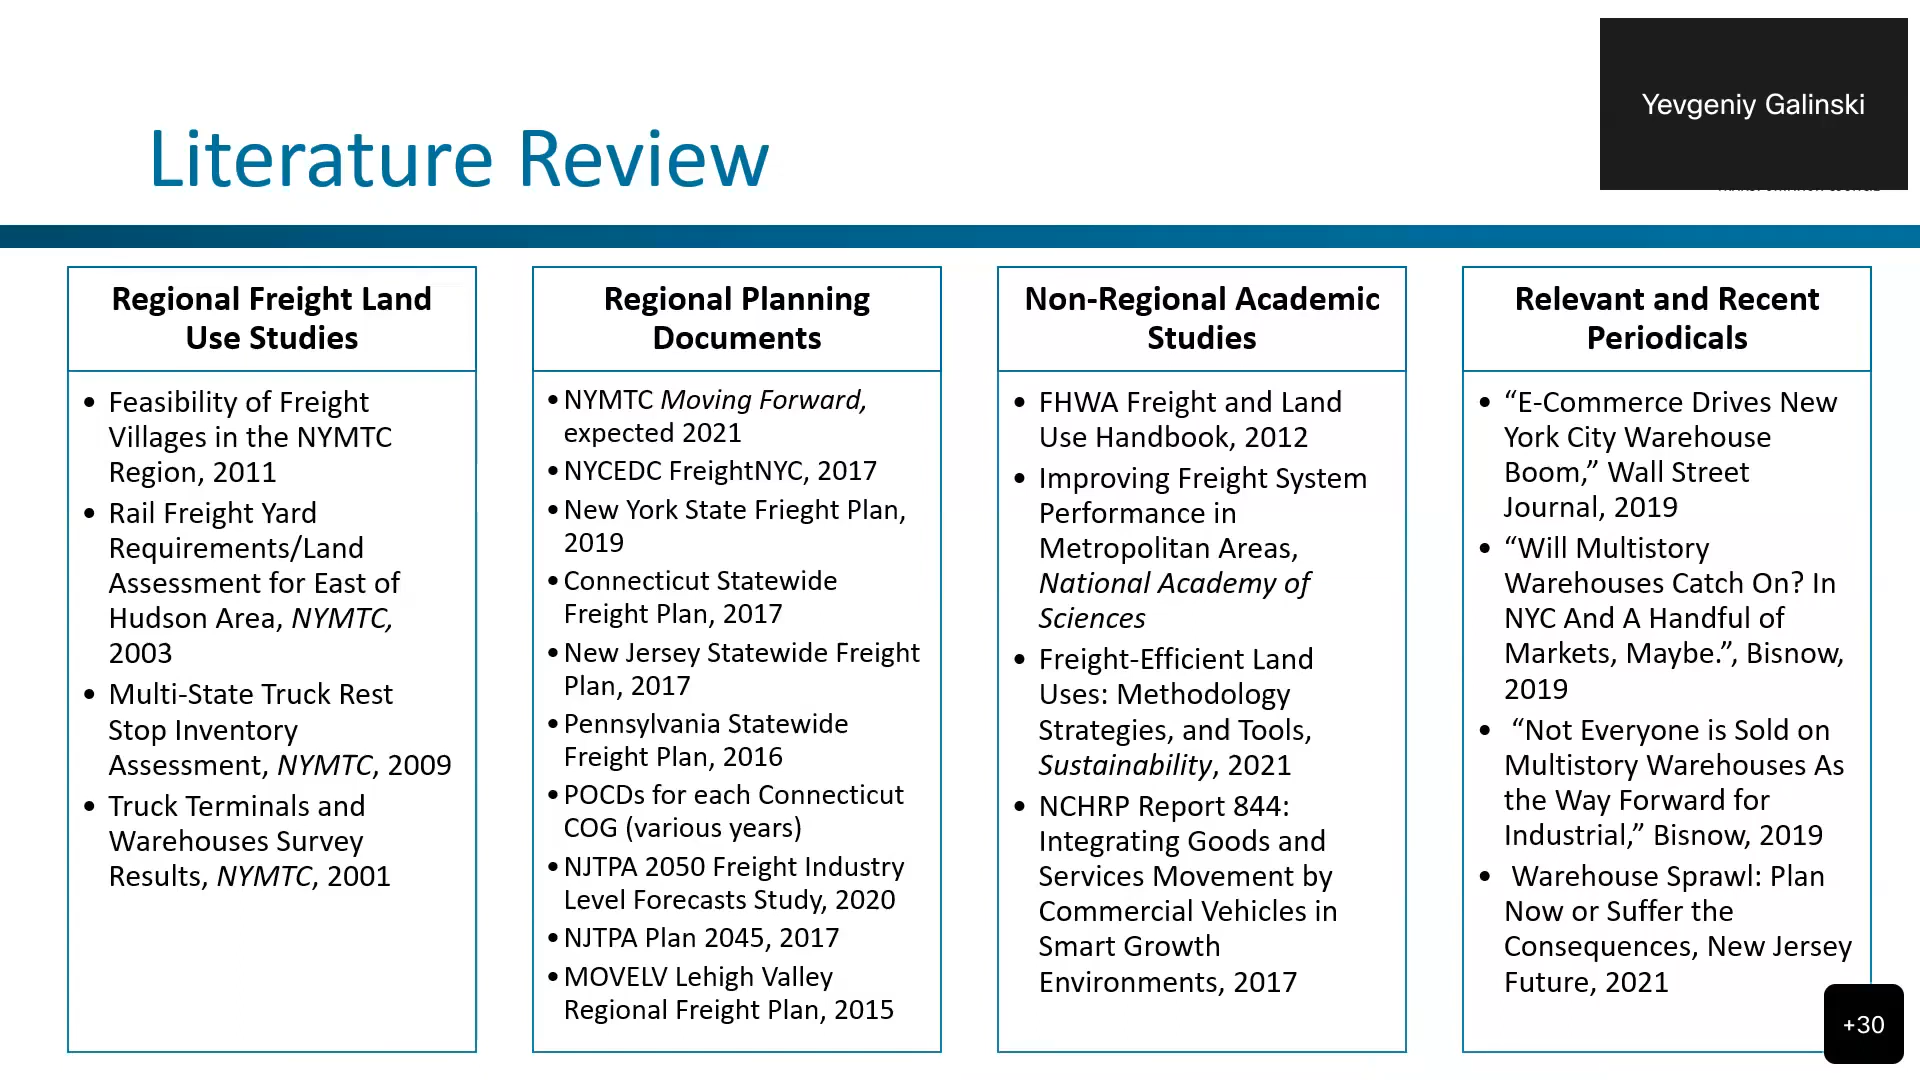 Yevgeniy Galinski
Literature Review
Regional Freight Land
Use Studies
• Feasibility of Freight
Villages in the NYMTC
Region, 2011
• Rail Freight Yard
Requirements/Land
Assessment for East of
Hudson Area, NYMTC,
2003
• Multi-State Truck Rest
Stop Inventory
Assessment, NYMTC, 2009
• Truck Terminals and
Warehouses Survey
Results, NYMTC, 2001
Regional Planning
Documents
• NYMTC Moving Forward,
expected 2021
• NYCEDC FreightNYC, 2017
• New York State Frieght Plan,
2019
• Connecticut Statewide
Freight Plan, 2017
• New Jersey Statewide Freight
Plan, 2017
• Pennsylvania Statewide
Freight Plan, 2016
• POCDs for each Connecticut
COG (various years)
• NJTPA 2050 Freight Industry
Level Forecasts Study, 2020
• NJTPA Plan 2045, 2017
• MOVELV Lehigh Valley
Regional Freight Plan, 2015
Non-Regional Academic
Studies
• FHWA Freight and Land
Use Handbook, 2012
• Improving Freight System
Performance in
Metropolitan Areas,
National Academy of
Sciences
• Freight-Efficient Land
Uses: Methodology
Strategies, and Tools,
Sustainability, 2021
• NCHRP Report 844:
Integrating Goods and
Services Movement by
Commercial Vehicles in
Smart Growth
Environments, 2017
Relevant and Recent
Periodicals
• “E-Commerce Drives New
York City Warehouse
Boom,” Wall Street
Journal, 2019
• “Will Multistory
Warehouses Catch On? In
NYC And A Handful of
Markets, Maybe.”, Bisnow,
2019
• “Not Everyone is Sold on
Multistory Warehouses As
the Way Forward for
Industrial,” Bisnow, 2019
• Warehouse Sprawl: Plan
Now or Suffer the
Consequences, New Jersey
Future, 2021
+30